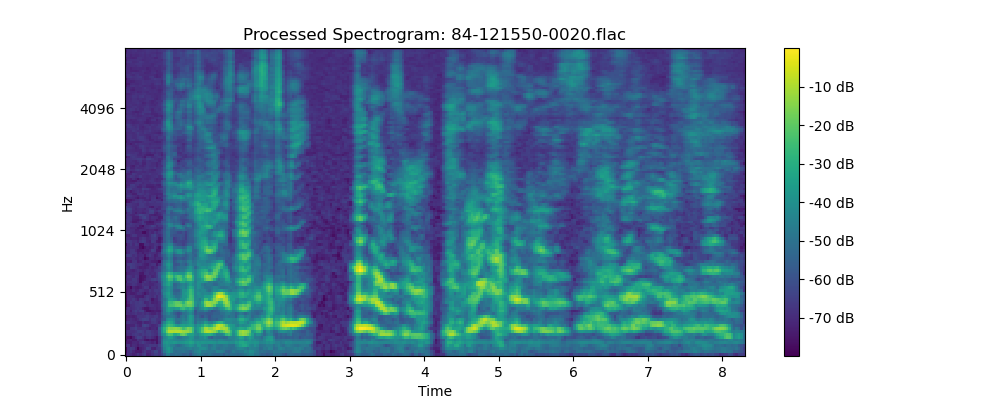 Processed Spectrogram: 84-121550-0020.flac
4096
2048
1024
512
0
Hz
0 1 2 3 4 5 6 7 8
Time
-10 dB
-20 dB
-30 dB
-40 dB
-50 dB
-60 dB
-70 dB